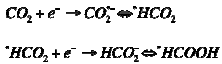 CO₂ + e⁻ → CO₂*⁻ ⇔ *HCO₂
*HCO₂ + e⁻ → HCO₂⁻ ⇔ *HCOOH